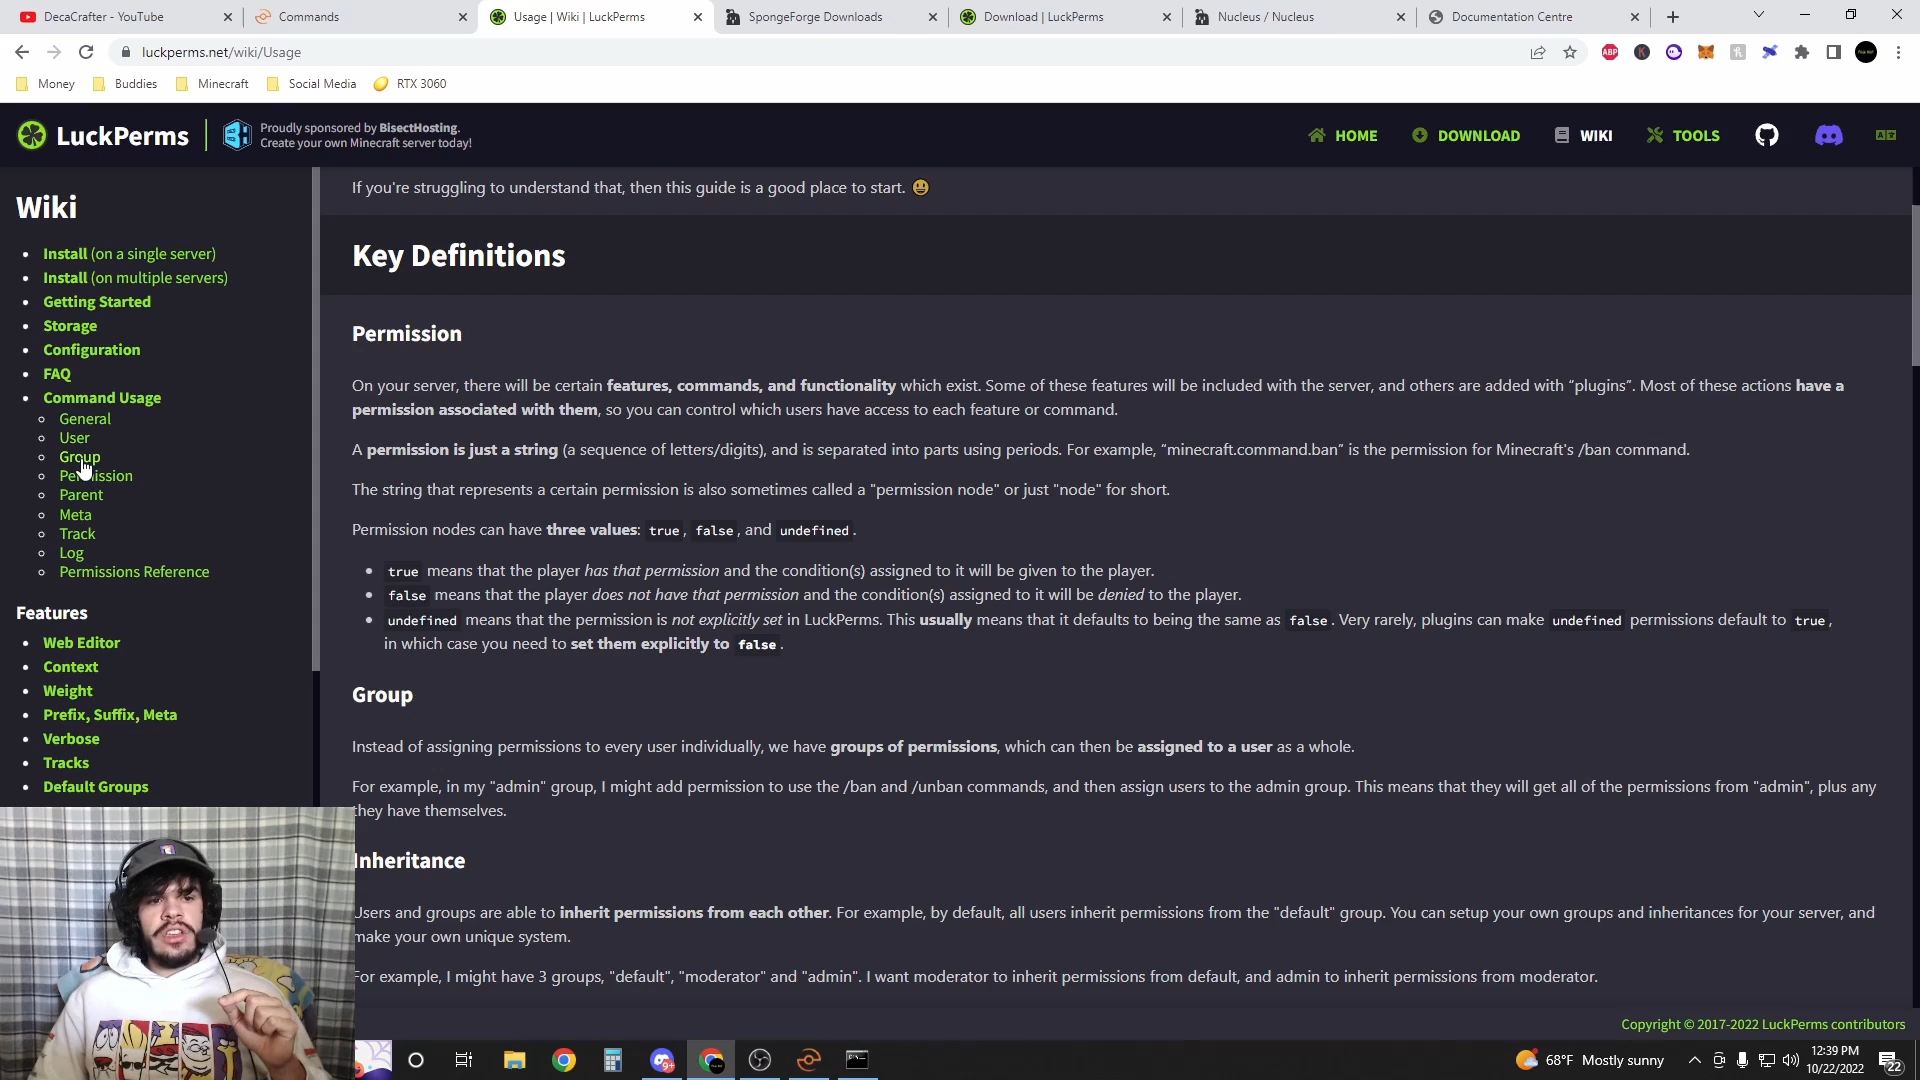 DecaCrafter - YouTube
Commands
Usage | Wiki | LuckPerms
SpongeForge Downloads
Download | LuckPerms
Nucleus / Nucleus
Documentation Centre
luckperms.net/wiki/Usage
ABP
Money
Buddies
Minecraft
Social Media
RTX 3060
LuckPerms
Proudly sponsored by BisectHosting.
Create your own Minecraft server today!
HOME
DOWNLOAD
WIKI
TOOLS
Wiki
Install (on a single server)
Install (on multiple servers)
Getting Started
Storage
Configuration
FAQ
Command Usage
General
User
Group
Permission
Parent
Meta
Track
Log
Permissions Reference
Features
Web Editor
Context
Weight
Prefix, Suffix, Meta
Verbose
Tracks
Default Groups
If you're struggling to understand that, then this guide is a good place to start. 😃
Key Definitions
Permission
On your server, there will be certain features, commands, and functionality which exist. Some of these features will be included with the server, and others are added with “plugins”. Most of these actions have a
permission associated with them, so you can control which users have access to each feature or command.
A permission is just a string (a sequence of letters/digits), and is separated into parts using periods. For example, “minecraft.command.ban” is the permission for Minecraft's /ban command.
The string that represents a certain permission is also sometimes called a "permission node" or just "node" for short.
Permission nodes can have three values: true, false, and undefined.
true means that the player has that permission and the condition(s) assigned to it will be given to the player.
false means that the player does not have that permission and the condition(s) assigned to it will be denied to the player.
undefined means that the permission is not explicitly set in LuckPerms. This usually means that it defaults to being the same as false. Very rarely, plugins can make undefined permissions default to true,
in which case you need to set them explicitly to false.
Group
Instead of assigning permissions to every user individually, we have groups of permissions, which can then be assigned to a user as a whole.
For example, in my "admin" group, I might add permission to use the /ban and /unban commands, and then assign users to the admin group. This means that they will get all of the permissions from "admin", plus any
they have themselves.
Inheritance
Users and groups are able to inherit permissions from each other. For example, by default, all users inherit permissions from the "default" group. You can setup your own groups and inheritances for your server, and
make your own unique system.
For example, I might have 3 groups, "default", "moderator" and "admin". I want moderator to inherit permissions from default, and admin to inherit permissions from moderator.
Copyright © 2017-2022 LuckPerms contributors
68°F Mostly sunny
12:39 PM
10/22/2022
22